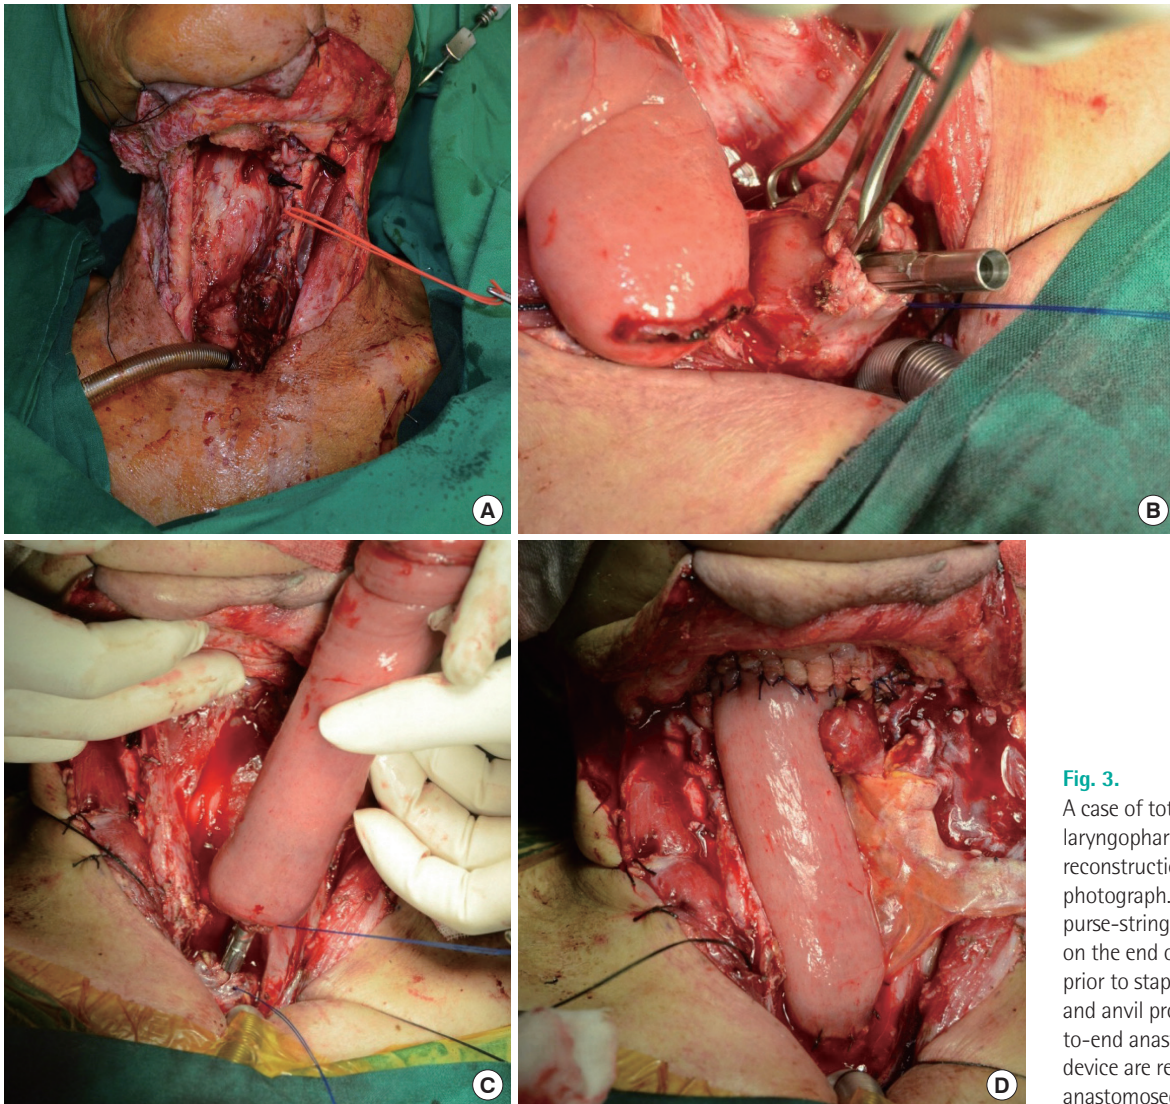 A
B
C
D
Fig. 3.
A case of tot
laryngophar
reconstructio
photograph.
purse-string
on the end o
prior to stap
and anvil pro
to-end anas
device are re
anastomose